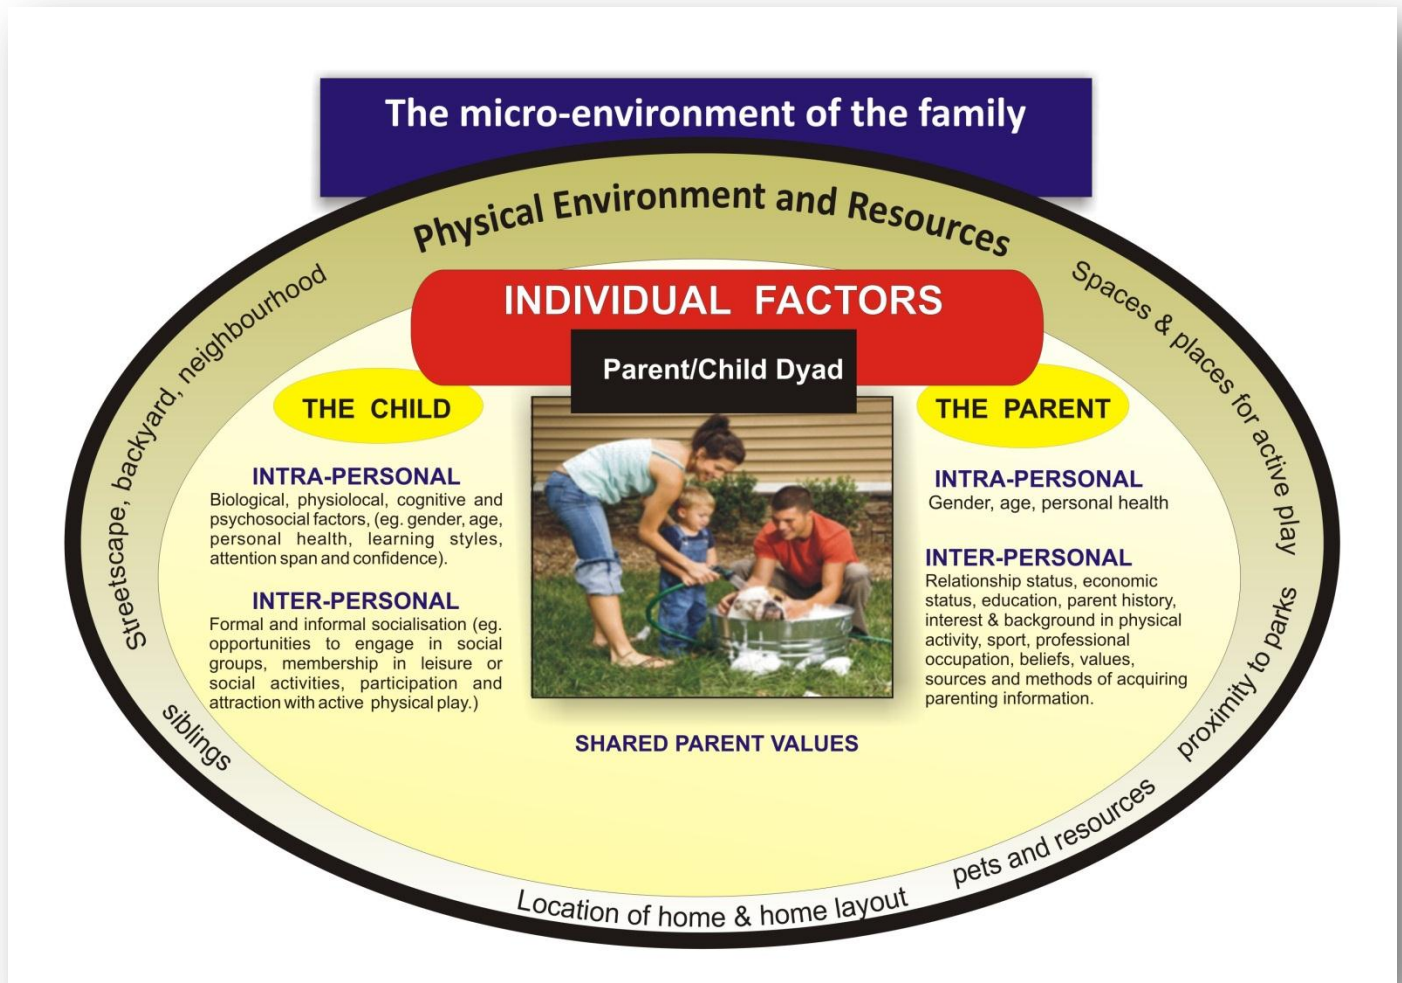 The micro-environment of the family
Physical Environment and Resources
Streetscape, backyard, neighbourhood
Spaces & places for active play
INDIVIDUAL FACTORS
Parent/Child Dyad
THE CHILD
INTRA-PERSONAL
Biological, physiolocal, cognitive and
psychosocial factors, (eg. gender, age,
personal health, learning styles,
attention span and confidence).
INTER-PERSONAL
Formal and informal socialisation (eg.
opportunities to engage in social
groups, membership in leisure or
social activities, participation and
attraction with active physical play.)
THE PARENT
INTRA-PERSONAL
Gender, age, personal health
INTER-PERSONAL
Relationship status, economic
status, education, parent history,
interest & background in physical
activity, sport, professional
occupation, beliefs, values,
sources and methods of acquiring
parenting information.
SHARED PARENT VALUES
siblings
proximity to parks
pets and resources
Location of home & home layout